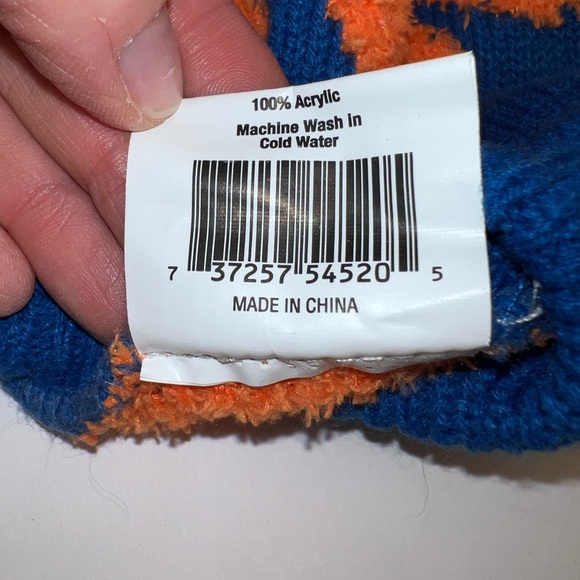 100% Acrylic
Machine Wash in
Cold Water
7 37257 54520 5
MADE IN CHINA